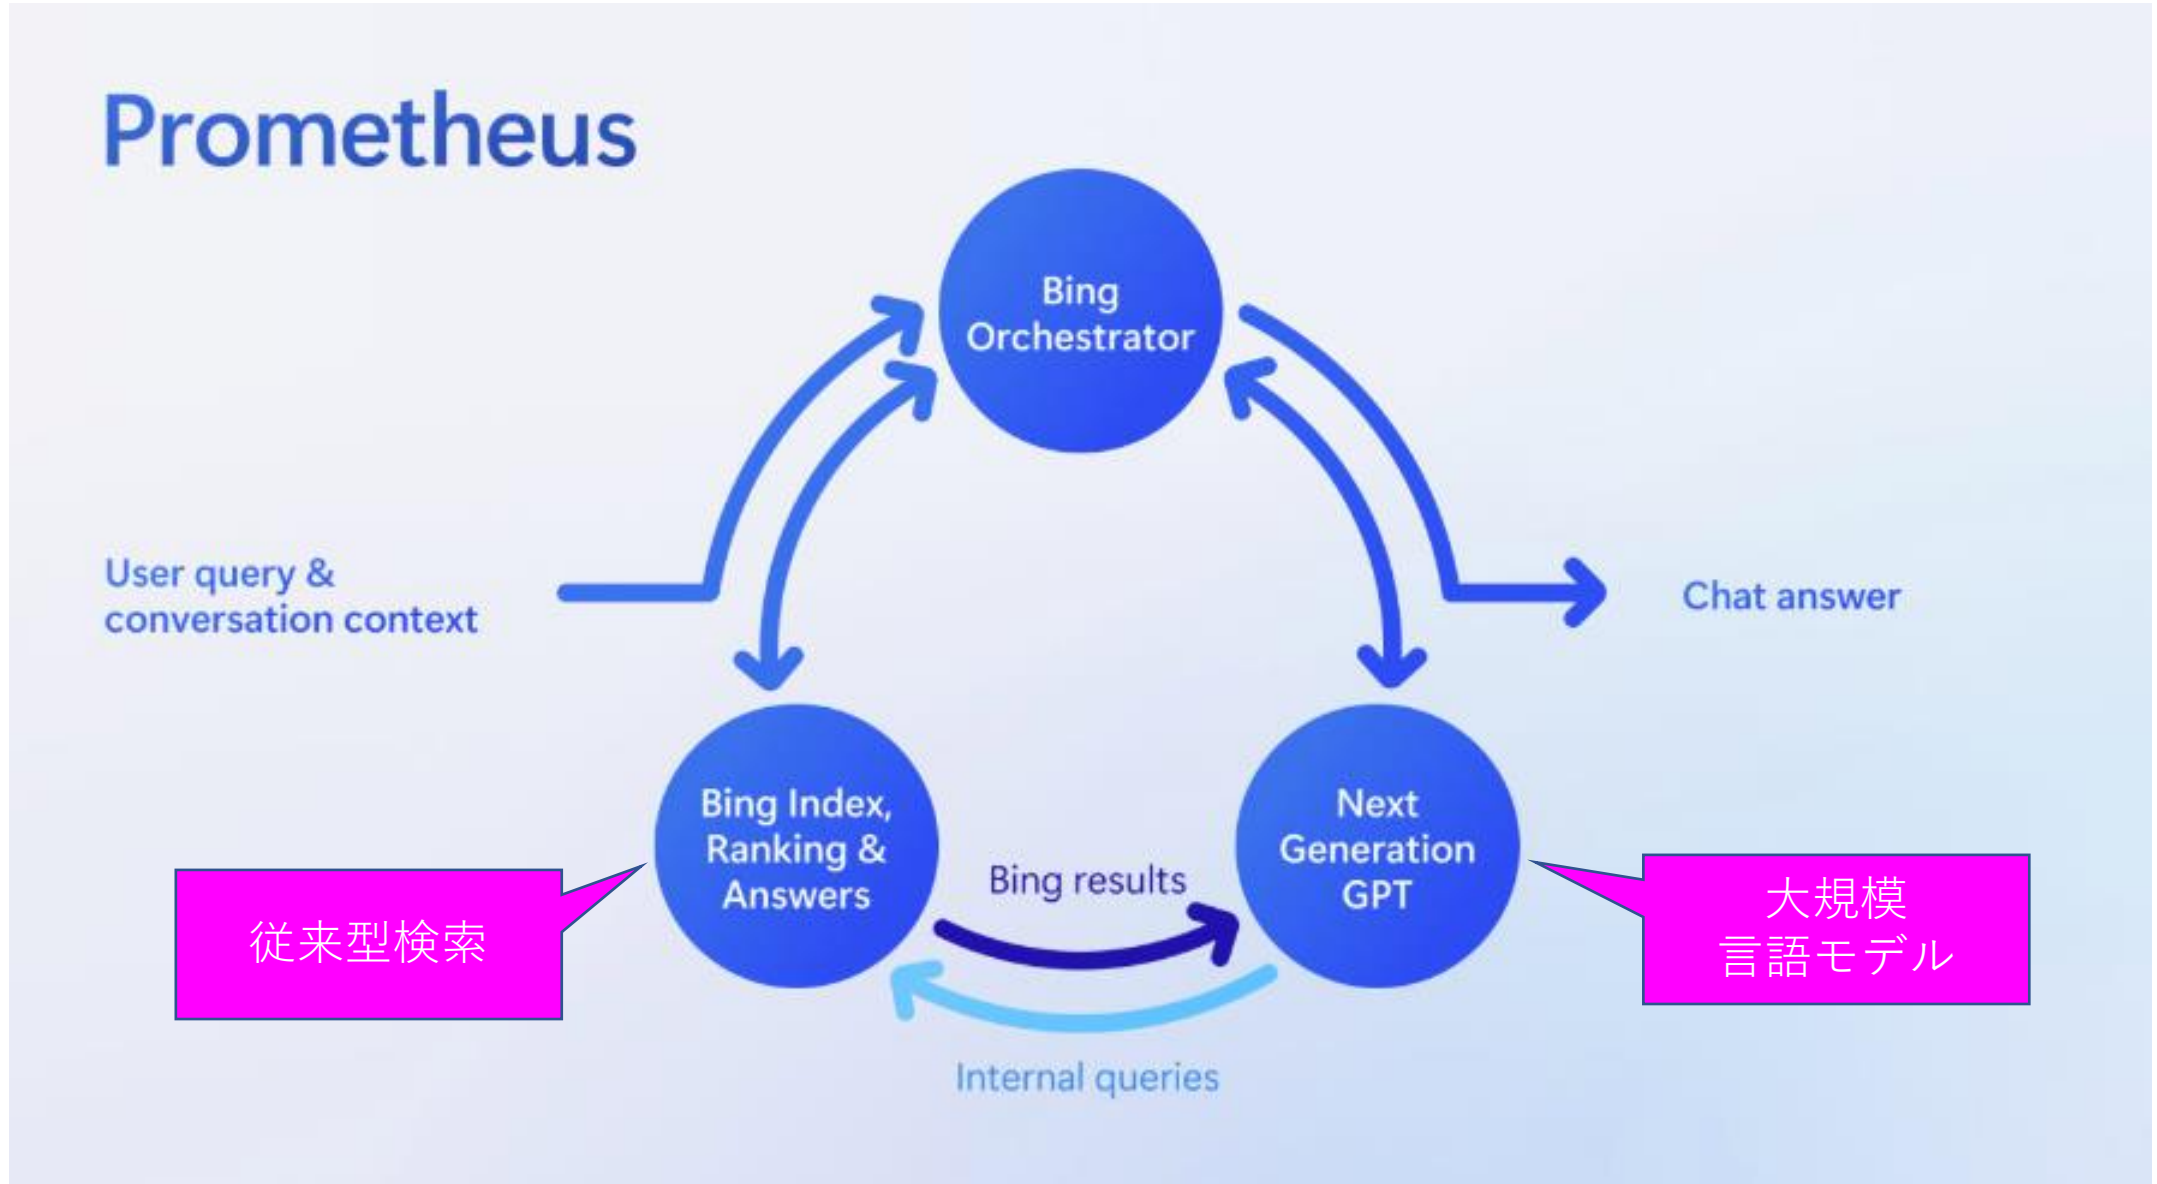 Prometheus
Bing
Orchestrator
User query &
conversation context
Chat answer
Bing Index,
Ranking &
Answers
Bing results
Next
Generation
GPT
従来型検索
大規模
言語モデル
Internal queries